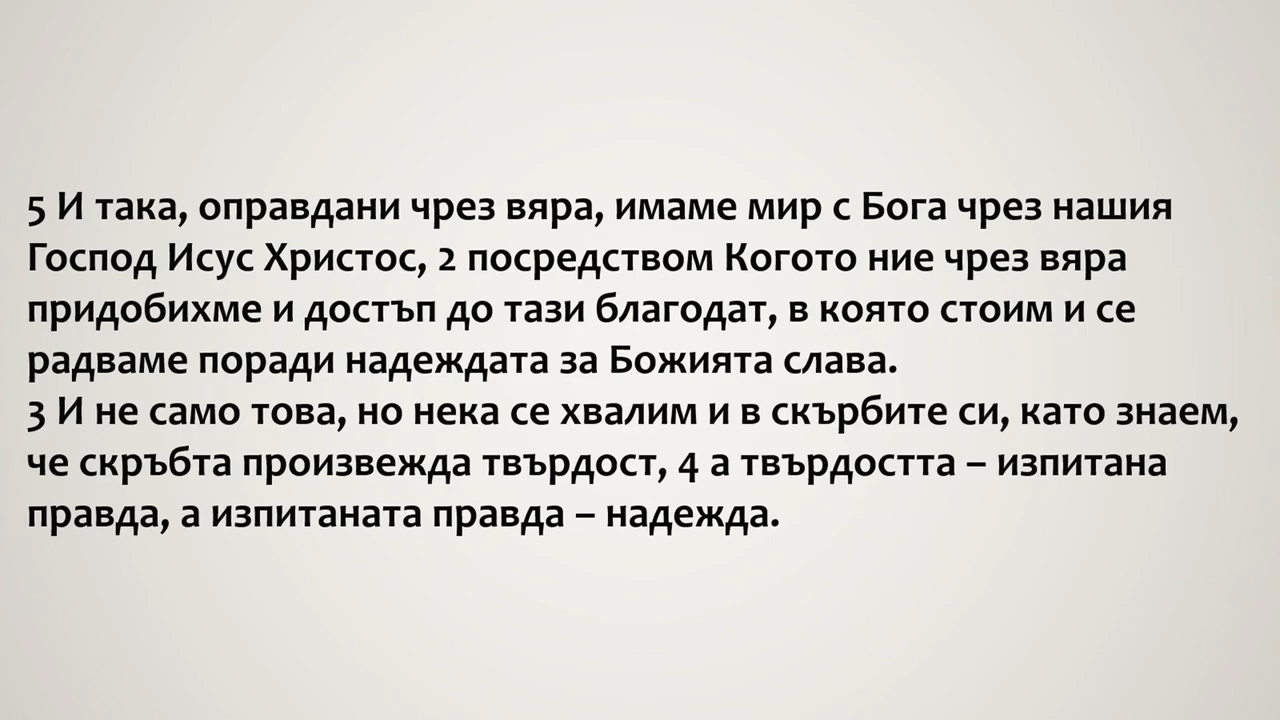 5 И така, оправдани чрез вяра, имаме мир с Бога чрез нашия
Господ Исус Христос, 2 посредством Когото ние чрез вяра
придобихме и достъп до тази благодат, в която стоим и се
радваме поради надеждата за Божията слава.
3 И не само това, но нека се хвалим и в скърбите си, като знаем,
че скръбта произвежда твърдост, 4 а твърдостта – изпитана
правда, а изпитаната правда – надежда.